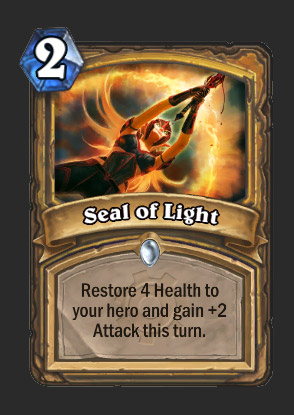 2
Seal of Light
Restore 4 Health to
your hero and gain +2
Attack this turn.